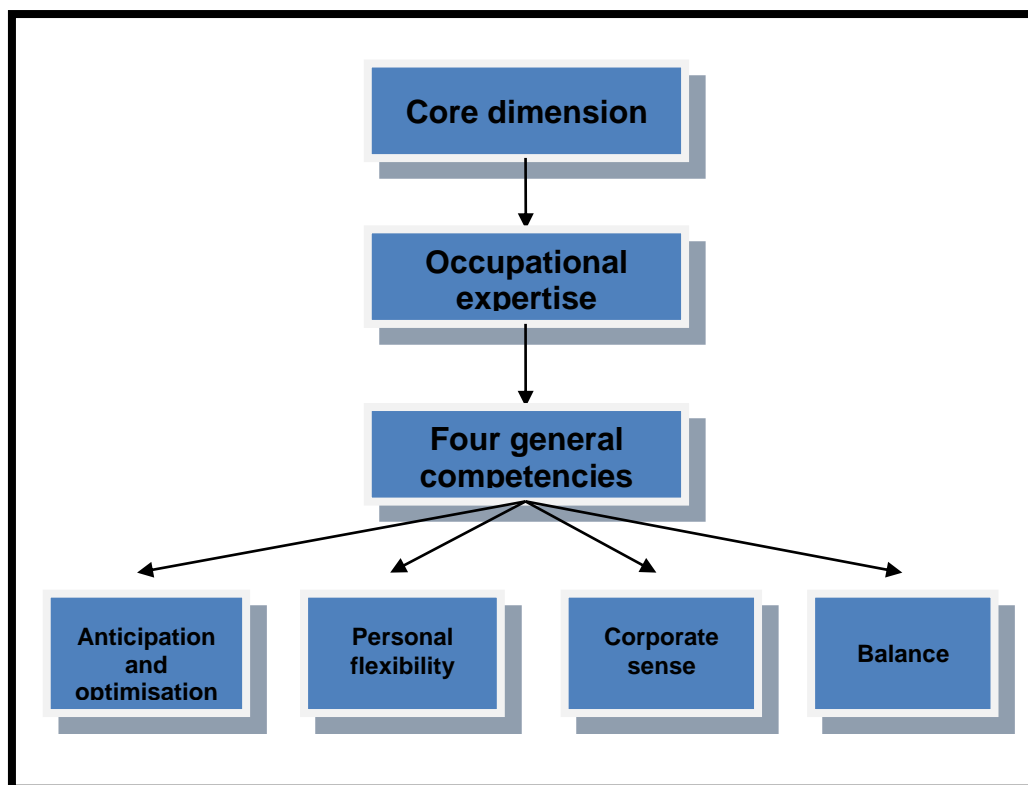 Core dimension
Occupational
expertise
Four general
competencies
Anticipation
and
optimisation
Personal
flexibility
Corporate
sense
Balance